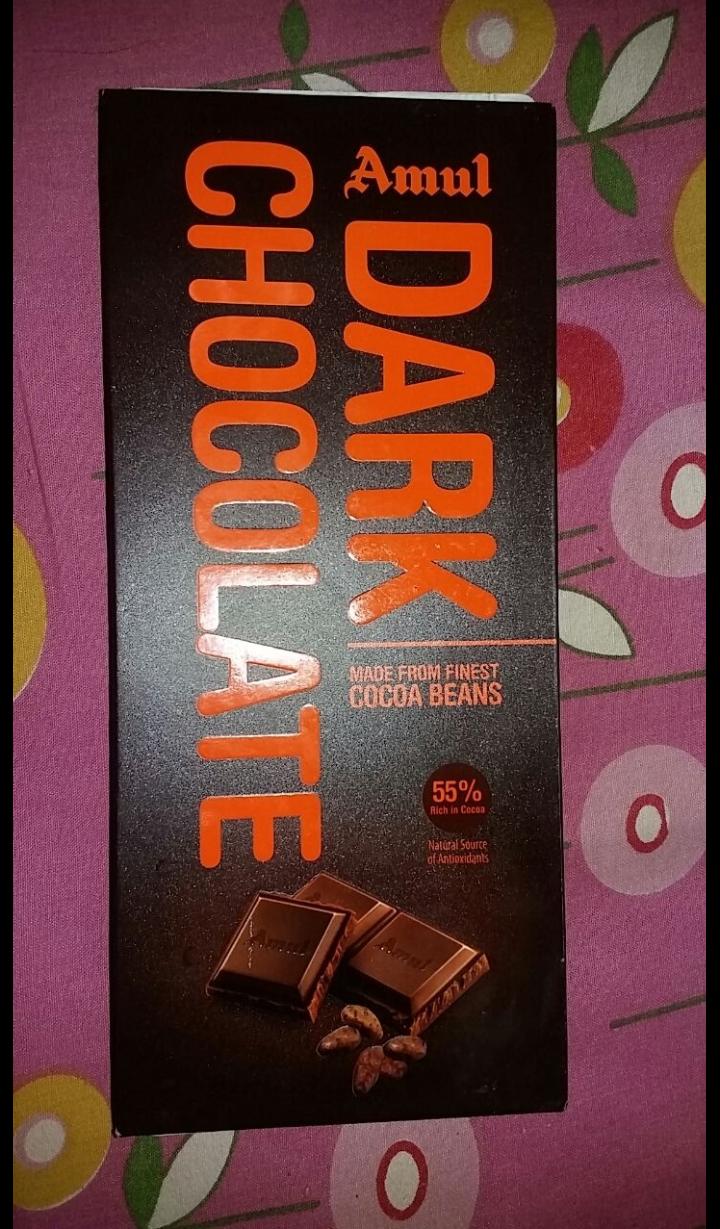 Amul
DARK
CHOCOLATE
MADE FROM FINEST
COCOA BEANS
55%
Rich in Cocoa
Natural Source
of Antioxidants
Amul
Amul